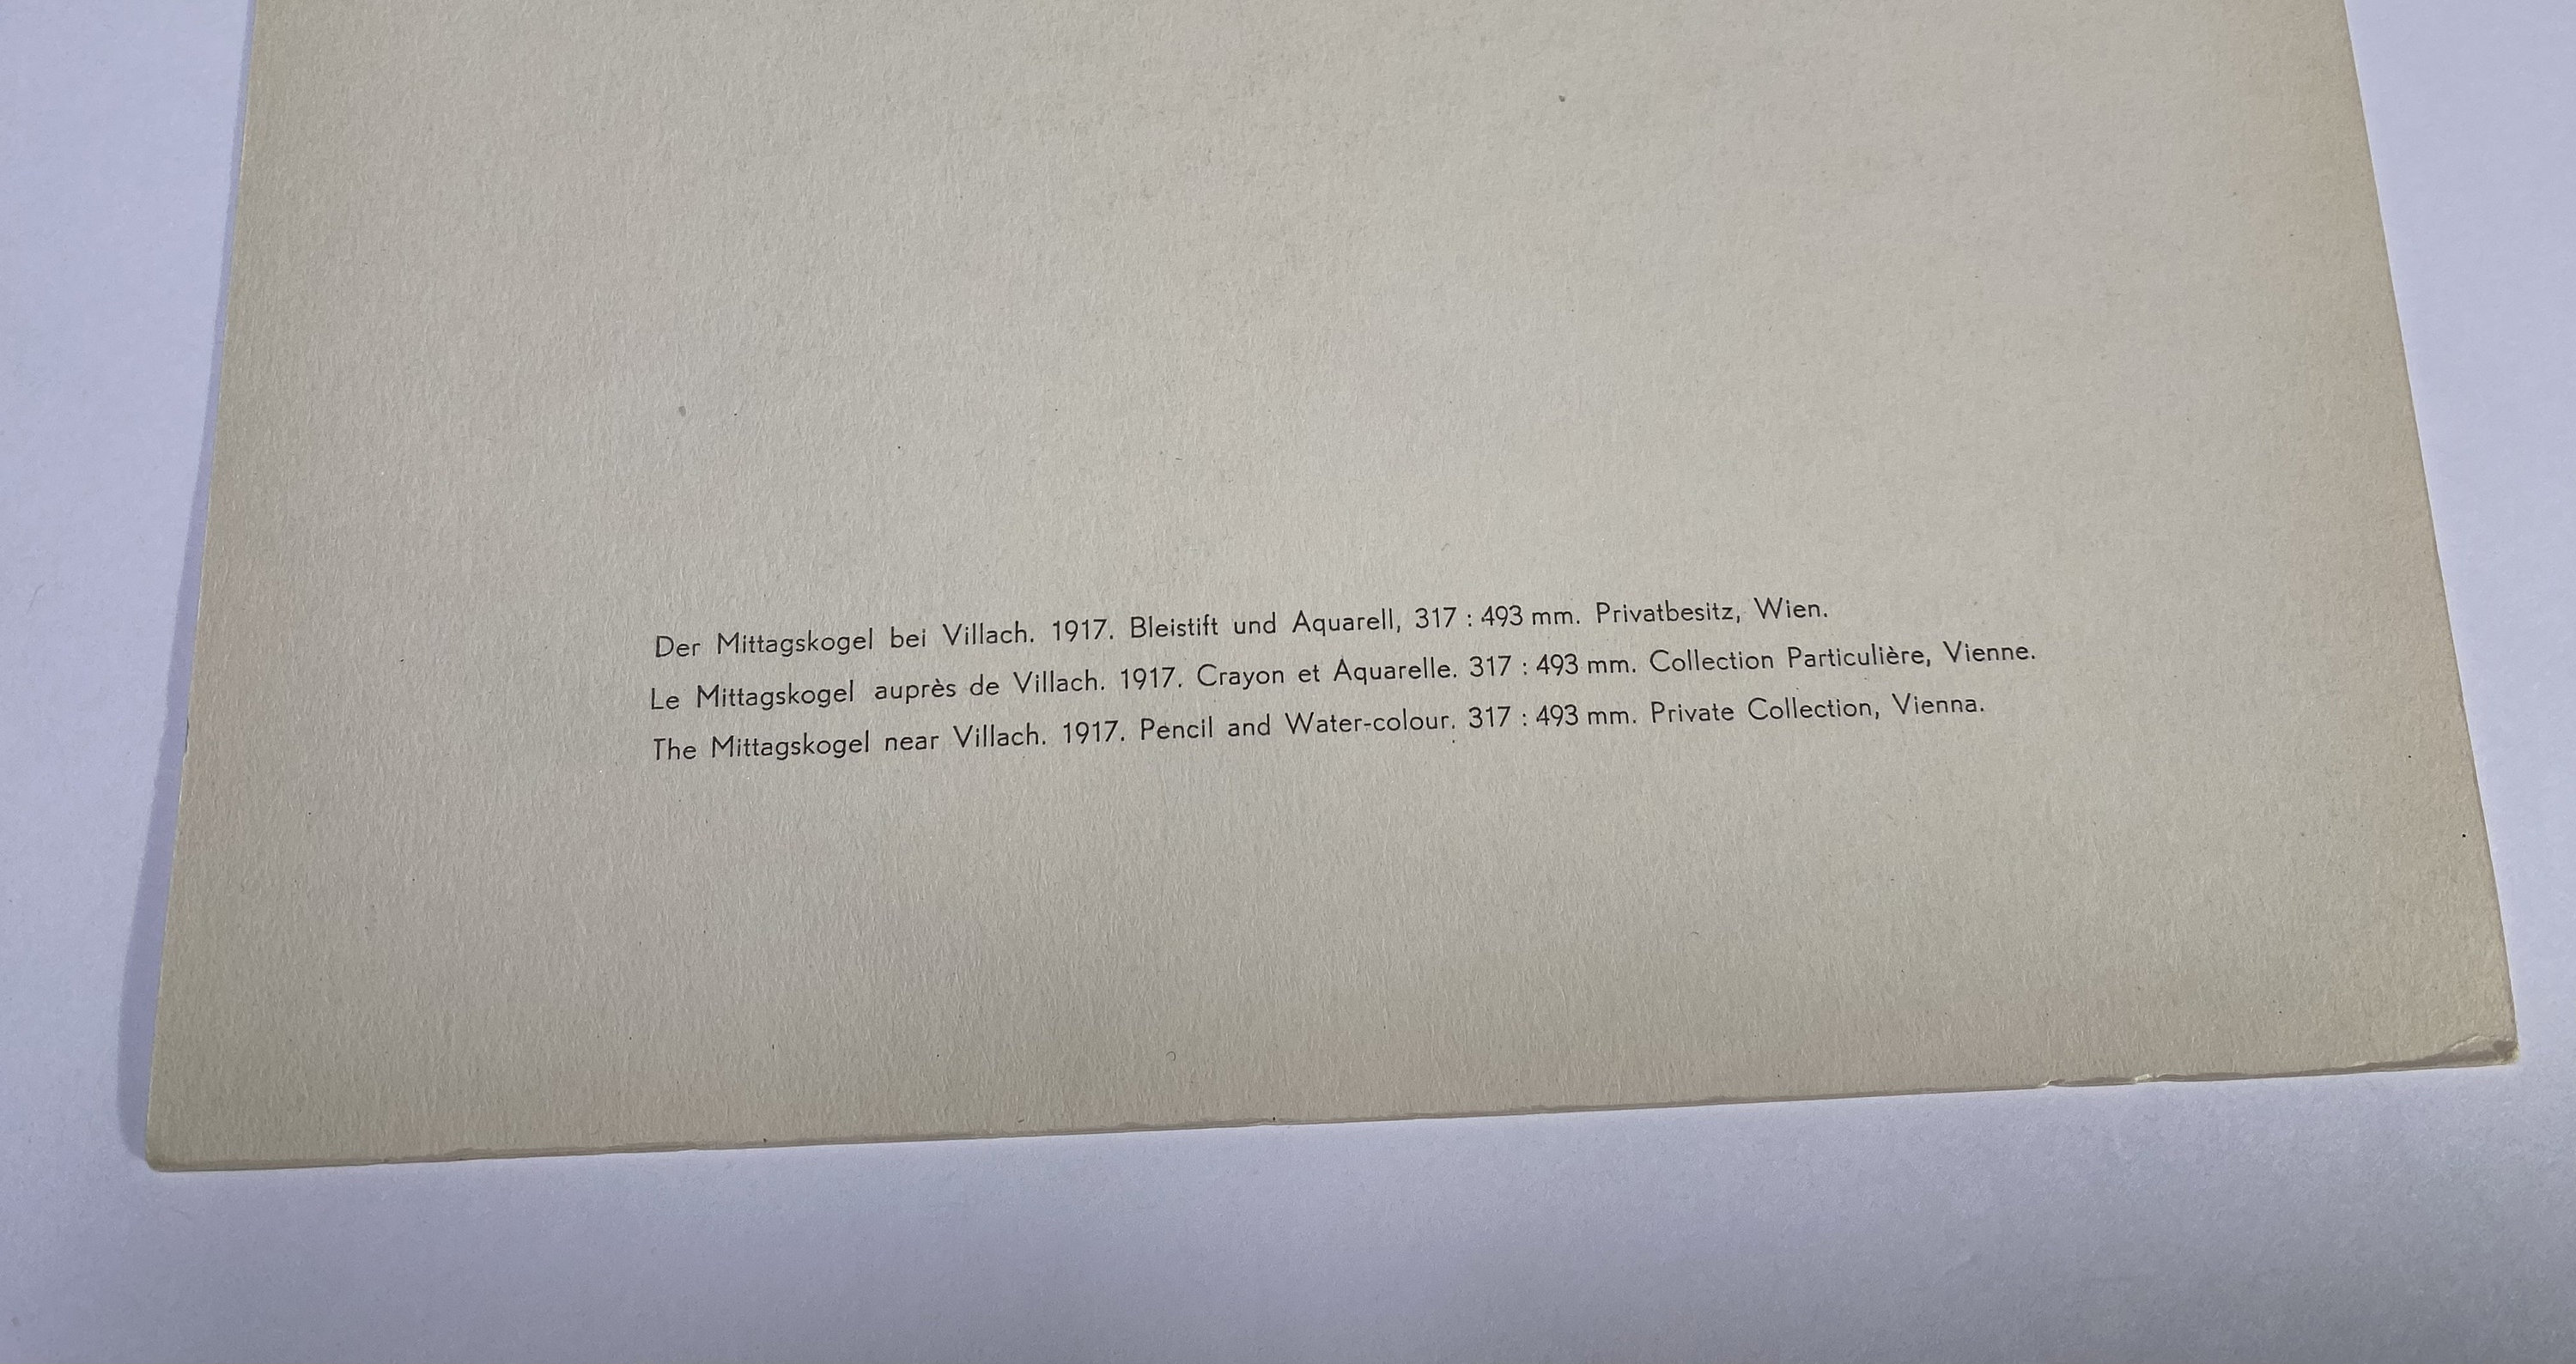 Der Mittagskogel bei Villach. 1917. Bleistift und Aquarell, 317 : 493 mm. Privatbesitz, Wien.
Le Mittagskogel auprès de Villach. 1917. Crayon et Aquarelle. 317 : 493 mm. Collection Particulière, Vienne.
The Mittagskogel near Villach. 1917. Pencil and Water-colour. 317 : 493 mm. Private Collection, Vienna.